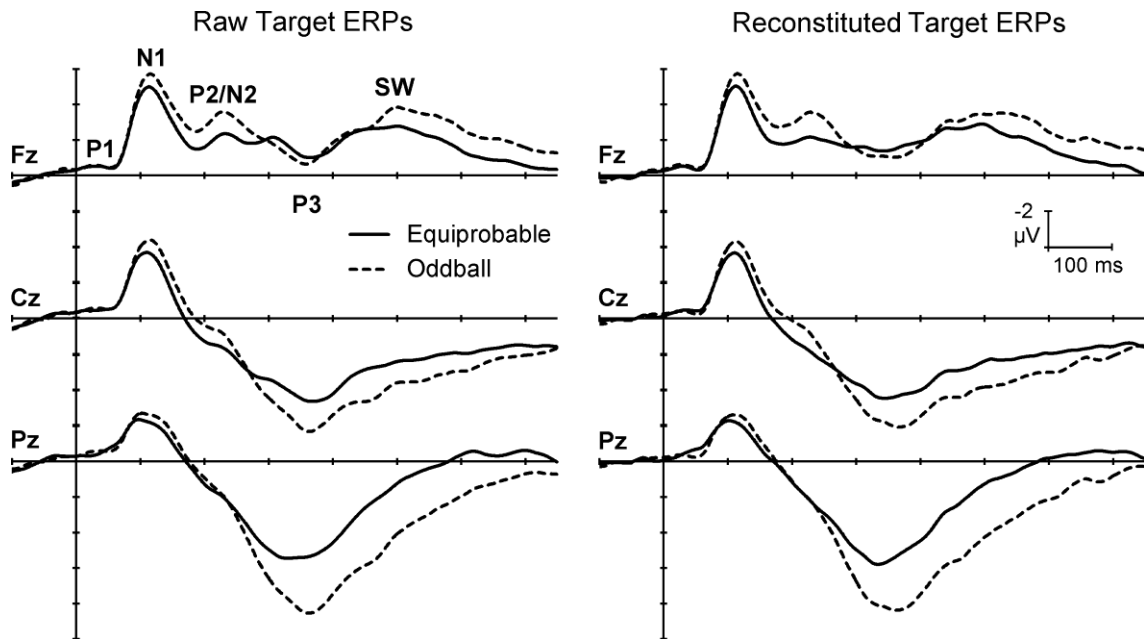 Raw Target ERPs
Reconstituted Target ERPs
N1
P2/N2
SW
P1
Fz
P3
Equiprobable
Oddball
Cz
Pz
Fz
-2
µV
100 ms
Cz
Pz